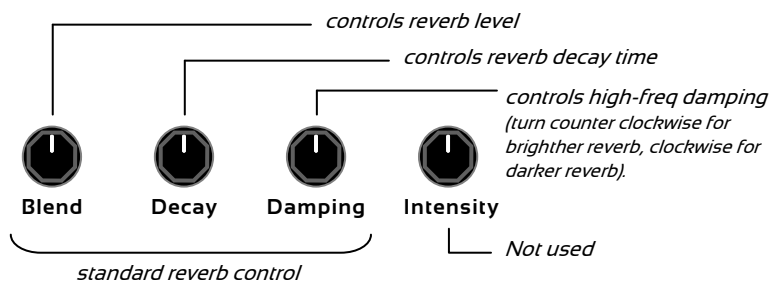 controls reverb level
controls reverb decay time
controls high-freq damping
(turn counter clockwise for
brighther reverb, clockwise for
darker reverb).
Blend
Decay
Damping
Intensity
Not used
standard reverb control